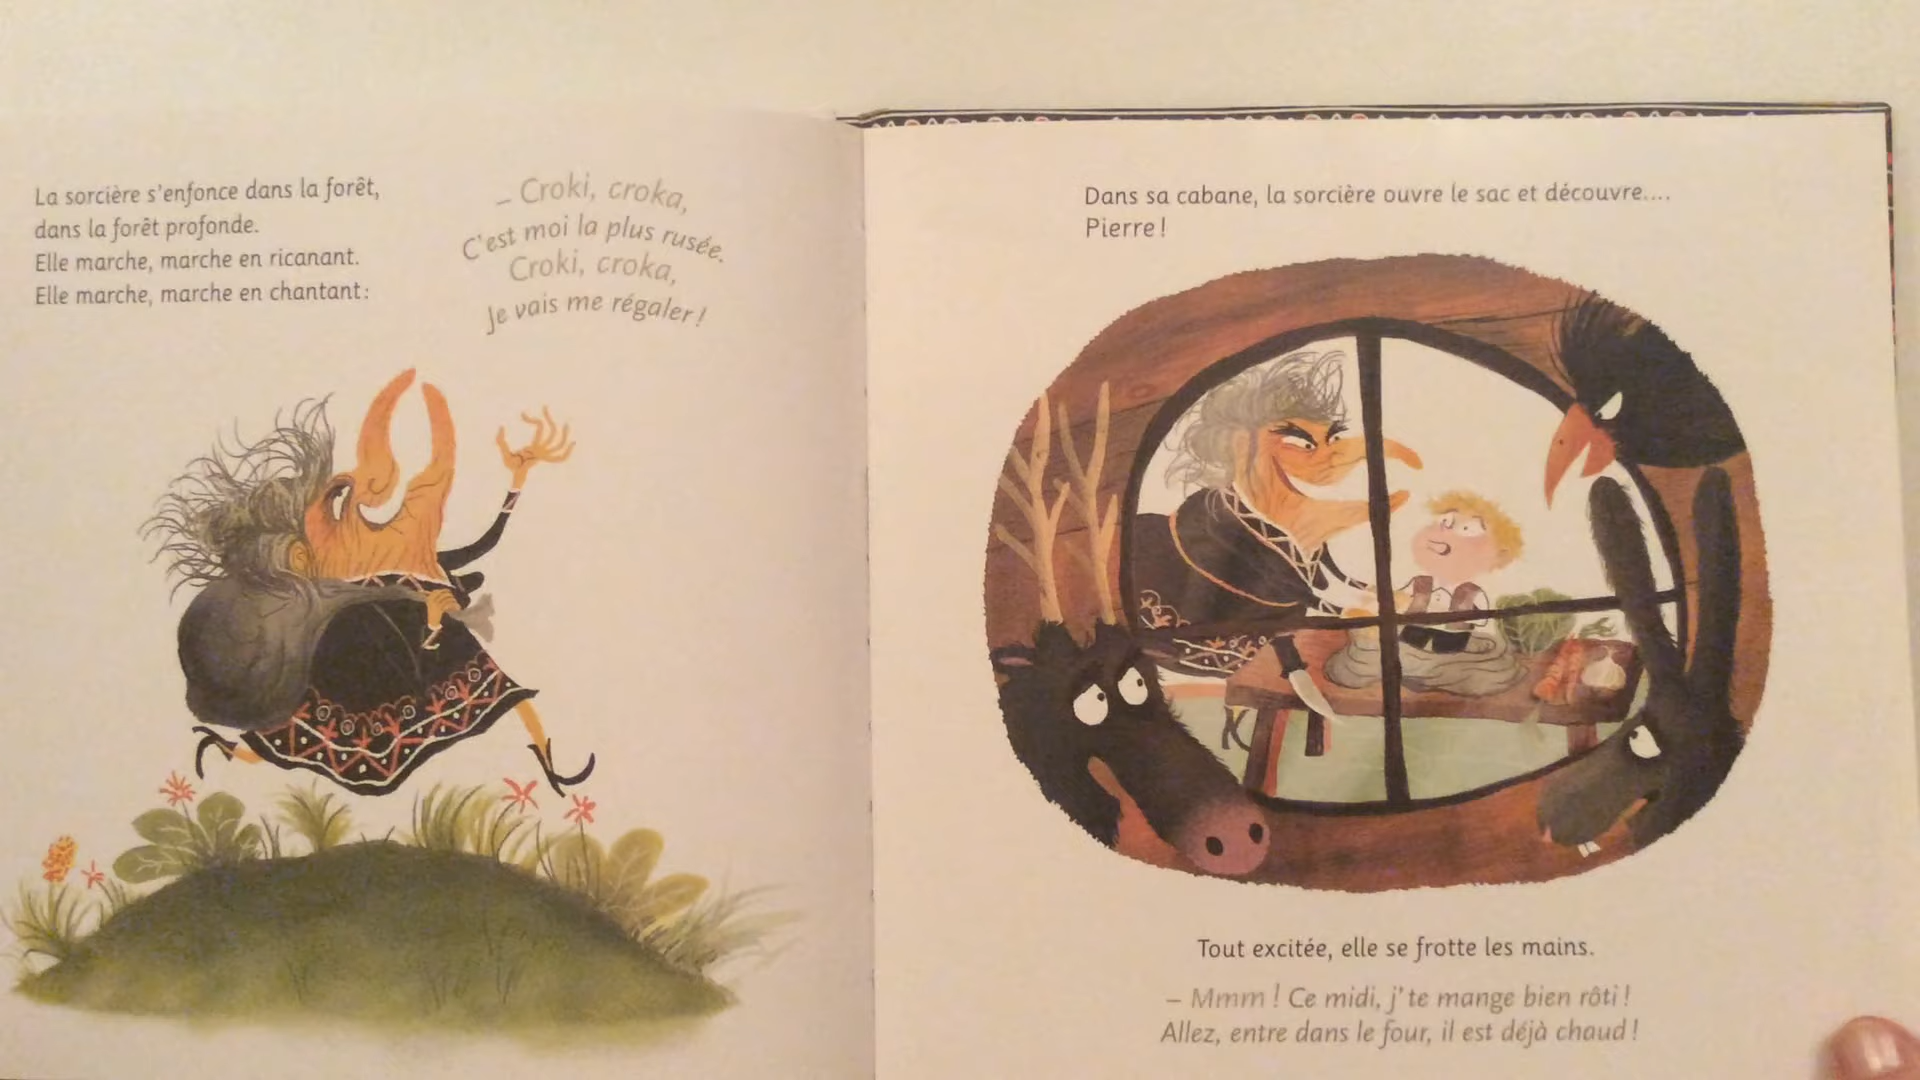 La sorcière s'enfonce dans la forêt,
dans la forêt profonde.
Elle marche, marche en ricanant.
Elle marche, marche en chantant :
– Croki, croka,
C'est moi la plus rusée.
Croki, croka,
Je vais me régaler !
Dans sa cabane, la sorcière ouvre le sac et découvre....
Pierre !
Tout excitée, elle se frotte les mains.
– Mmm ! Ce midi, j'te mange bien rôti !
Allez, entre dans le four, il est déjà chaud !